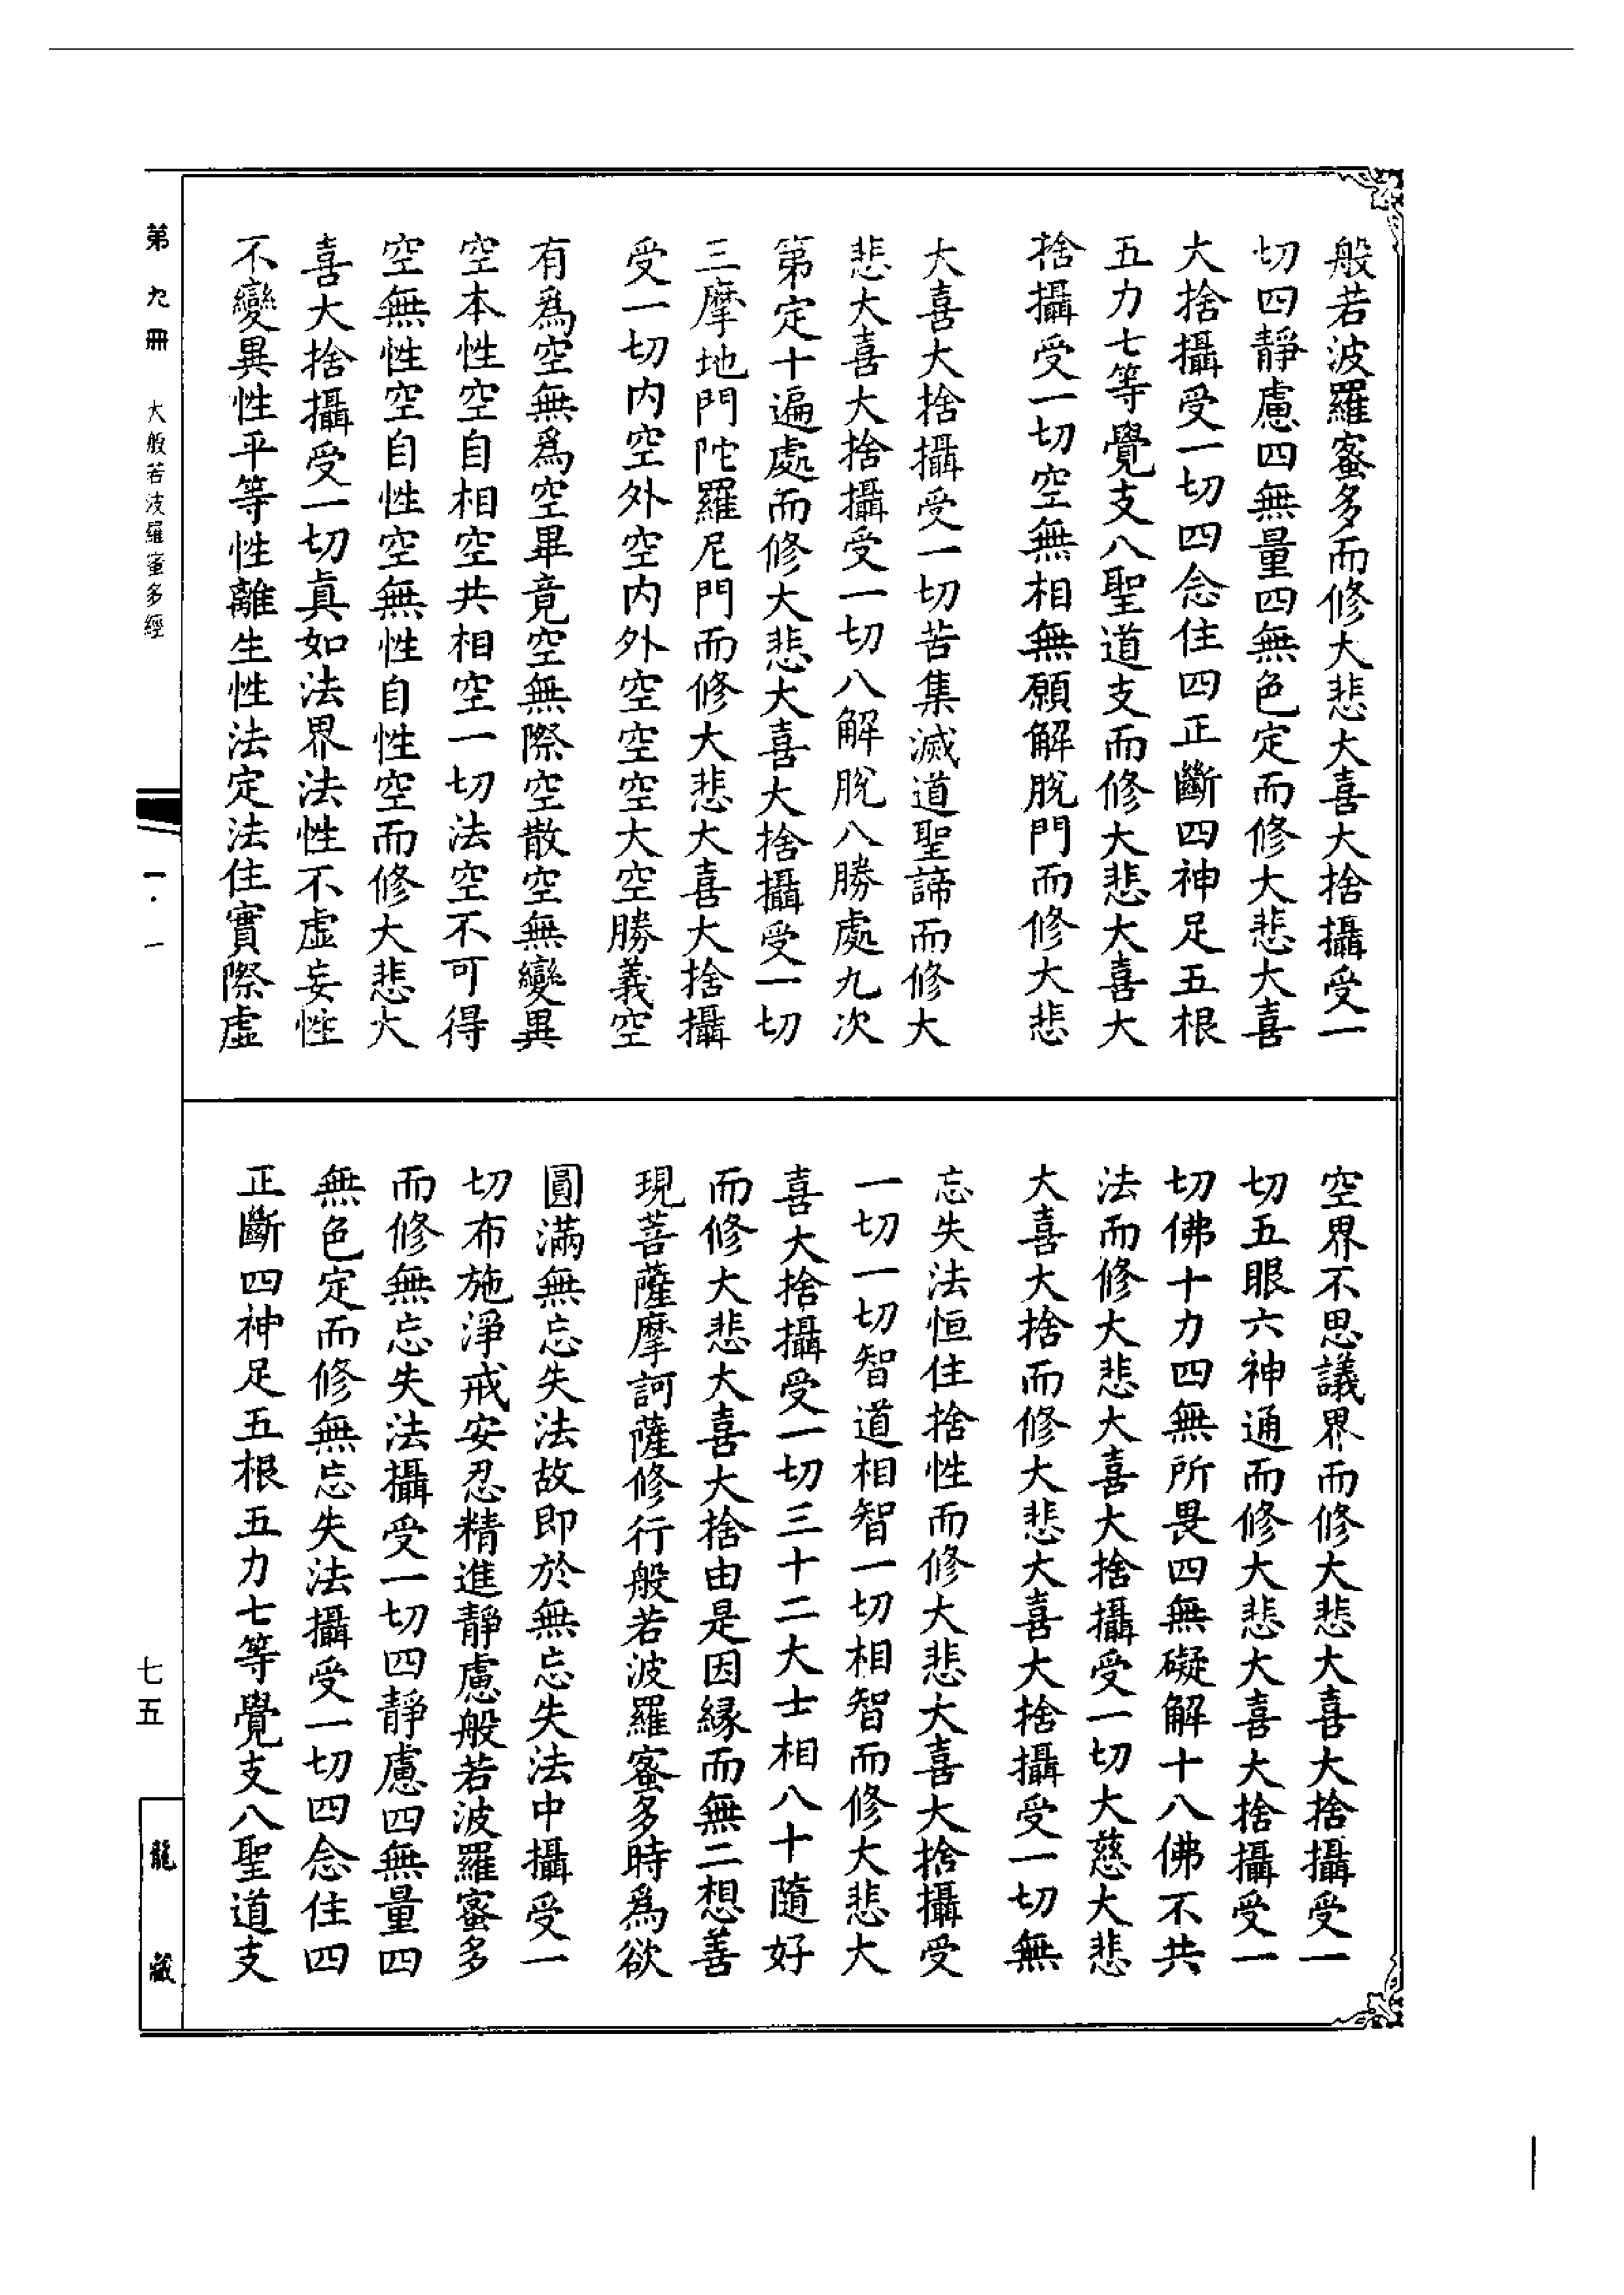 般若波羅蜜多而修大悲大喜大捨攝受一
切四靜慮四無量四無色定而修大悲大喜
大捨攝受一切四念住四正斷四神足五根
五力七等覺支八聖道支而修大悲大喜大
捨攝受一切空無相無願解脫門而修大悲
大喜大捨攝受一切苦集滅道聖諦而修大
悲大喜大捨攝受一切八解脫八勝處九次
第定十遍處而修大悲大喜大捨攝受一切
三摩地門陀羅尼門而修大悲大喜大捨攝
受一切內空外空內外空空空大空勝義空
有爲空無爲空畢竟空無際空散空無變異
空本性空自相空共相空一切法空不可得
空無性空自性空無性自性空而修大悲大
喜大捨攝受一切真如法界法性不虛妄性
不變異性平等性離生性法定法住實際虛
空界不思議界而修大悲大喜大捨攝受一
切五眼六神通而修大悲大喜大捨攝受一
切佛十力四無所畏四無礙解十八佛不共
法而修大悲大喜大捨攝受一切大慈大悲
大喜大捨而修大悲大喜大捨攝受一切無
忘失法恒住捨性而修大悲大喜大捨攝受
一切一切智道相智一切相智而修大悲大
喜大捨攝受一切三十二大士相八十隨好
而修大悲大喜大捨由是因緣而無二想善
現菩薩摩訶薩修行般若波羅蜜多時爲欲
圓滿無忘失法故即於無忘失法中攝受一
切布施淨戒安忍精進靜慮般若波羅蜜多
而修無忘失法攝受一切四靜慮四無量四
無色定而修無忘失法攝受一切四念住四
正斷四神足五根五力七等覺支八聖道支
第九冊 大般若波羅蜜多經
一·一
七五
龍藏